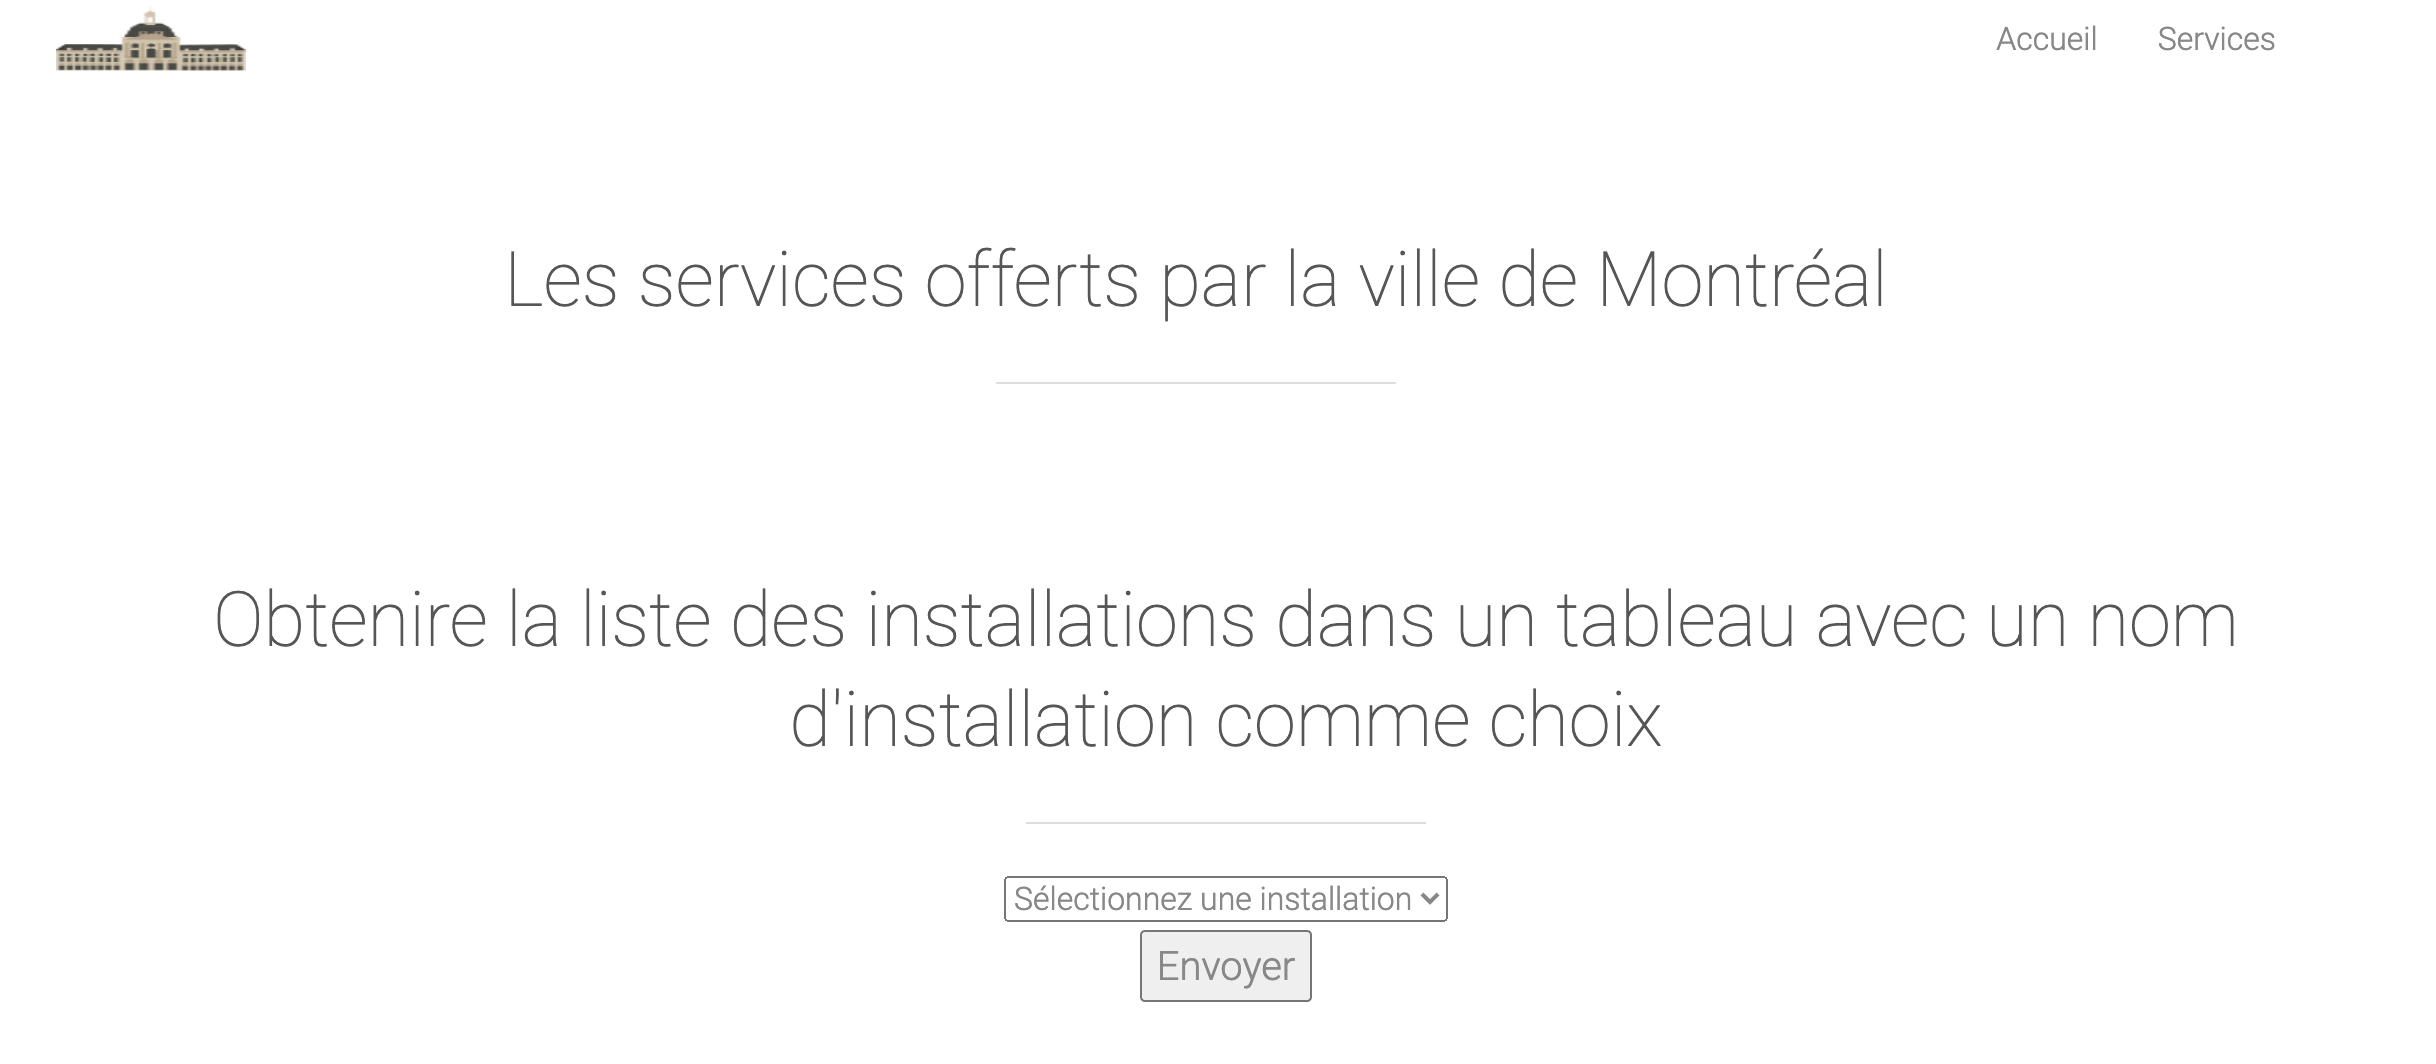 Accueil Services
Les services offerts par la ville de Montréal
Obtenire la liste des installations dans un tableau avec un nom
d'installation comme choix
Sélectionnez une installation
Envoyer